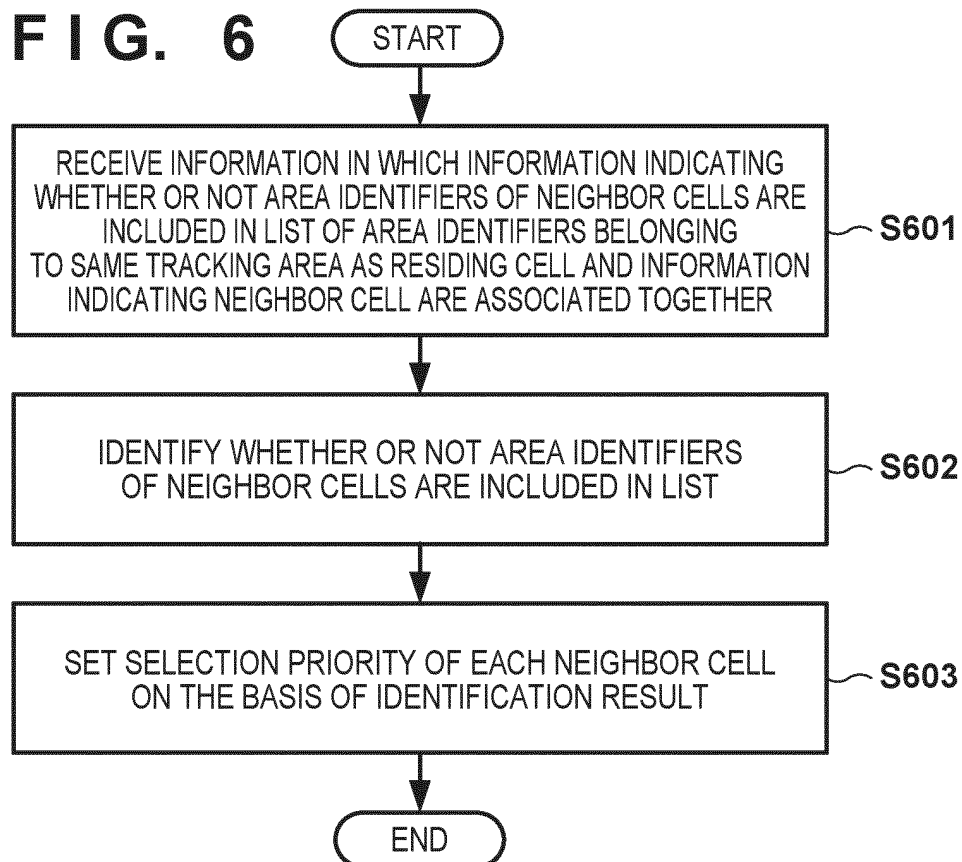 FIG. 6
START
RECEIVE INFORMATION IN WHICH INFORMATION INDICATING
WHETHER OR NOT AREA IDENTIFIERS OF NEIGHBOR CELLS ARE
INCLUDED IN LIST OF AREA IDENTIFIERS BELONGING
TO SAME TRACKING AREA AS RESIDING CELL AND INFORMATION
INDICATING NEIGHBOR CELL ARE ASSOCIATED TOGETHER
S601
IDENTIFY WHETHER OR NOT AREA IDENTIFIERS
OF NEIGHBOR CELLS ARE INCLUDED IN LIST
S602
SET SELECTION PRIORITY OF EACH NEIGHBOR CELL
ON THE BASIS OF IDENTIFICATION RESULT
S603
END